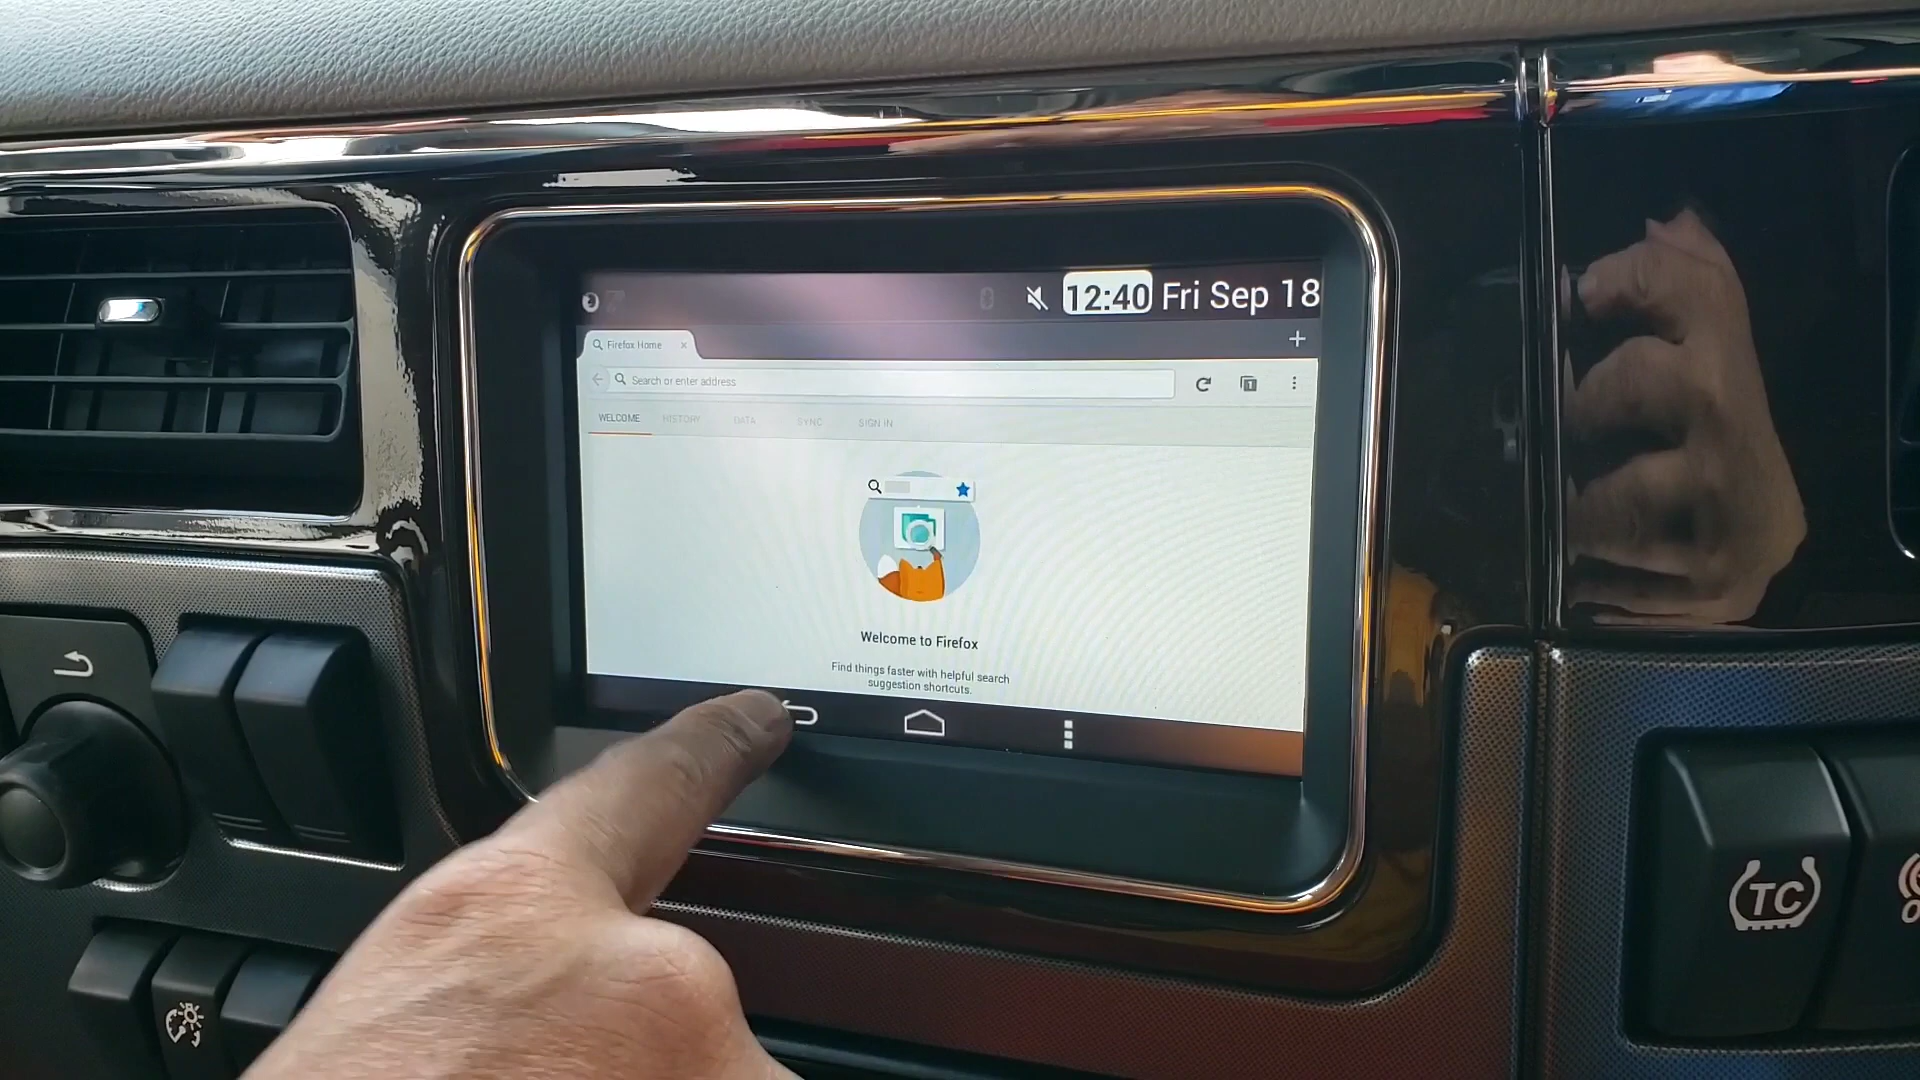 12:40 Fri Sep 18
Firefox Home
Search or enter address
1
WELCOME HISTORY DATA SYNC SIGN IN
Welcome to Firefox
Find things faster with helpful search
suggestion shortcuts.
TC